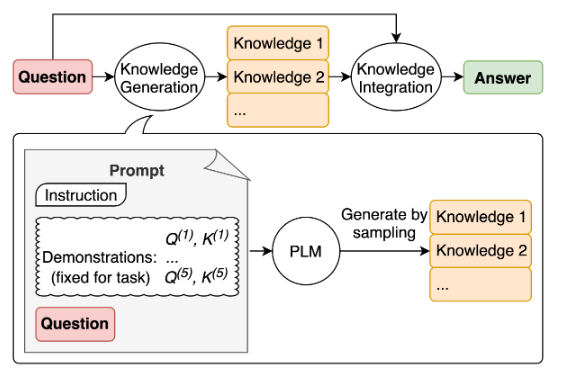 Question
Knowledge
Generation
Knowledge 1
Knowledge 2
...
Knowledge
Integration
Answer
Prompt
Instruction
Q(1), K(1)
Demonstrations: ...
(fixed for task) Q(5), K(5)
Question
PLM
Generate by
sampling
Knowledge 1
Knowledge 2
...